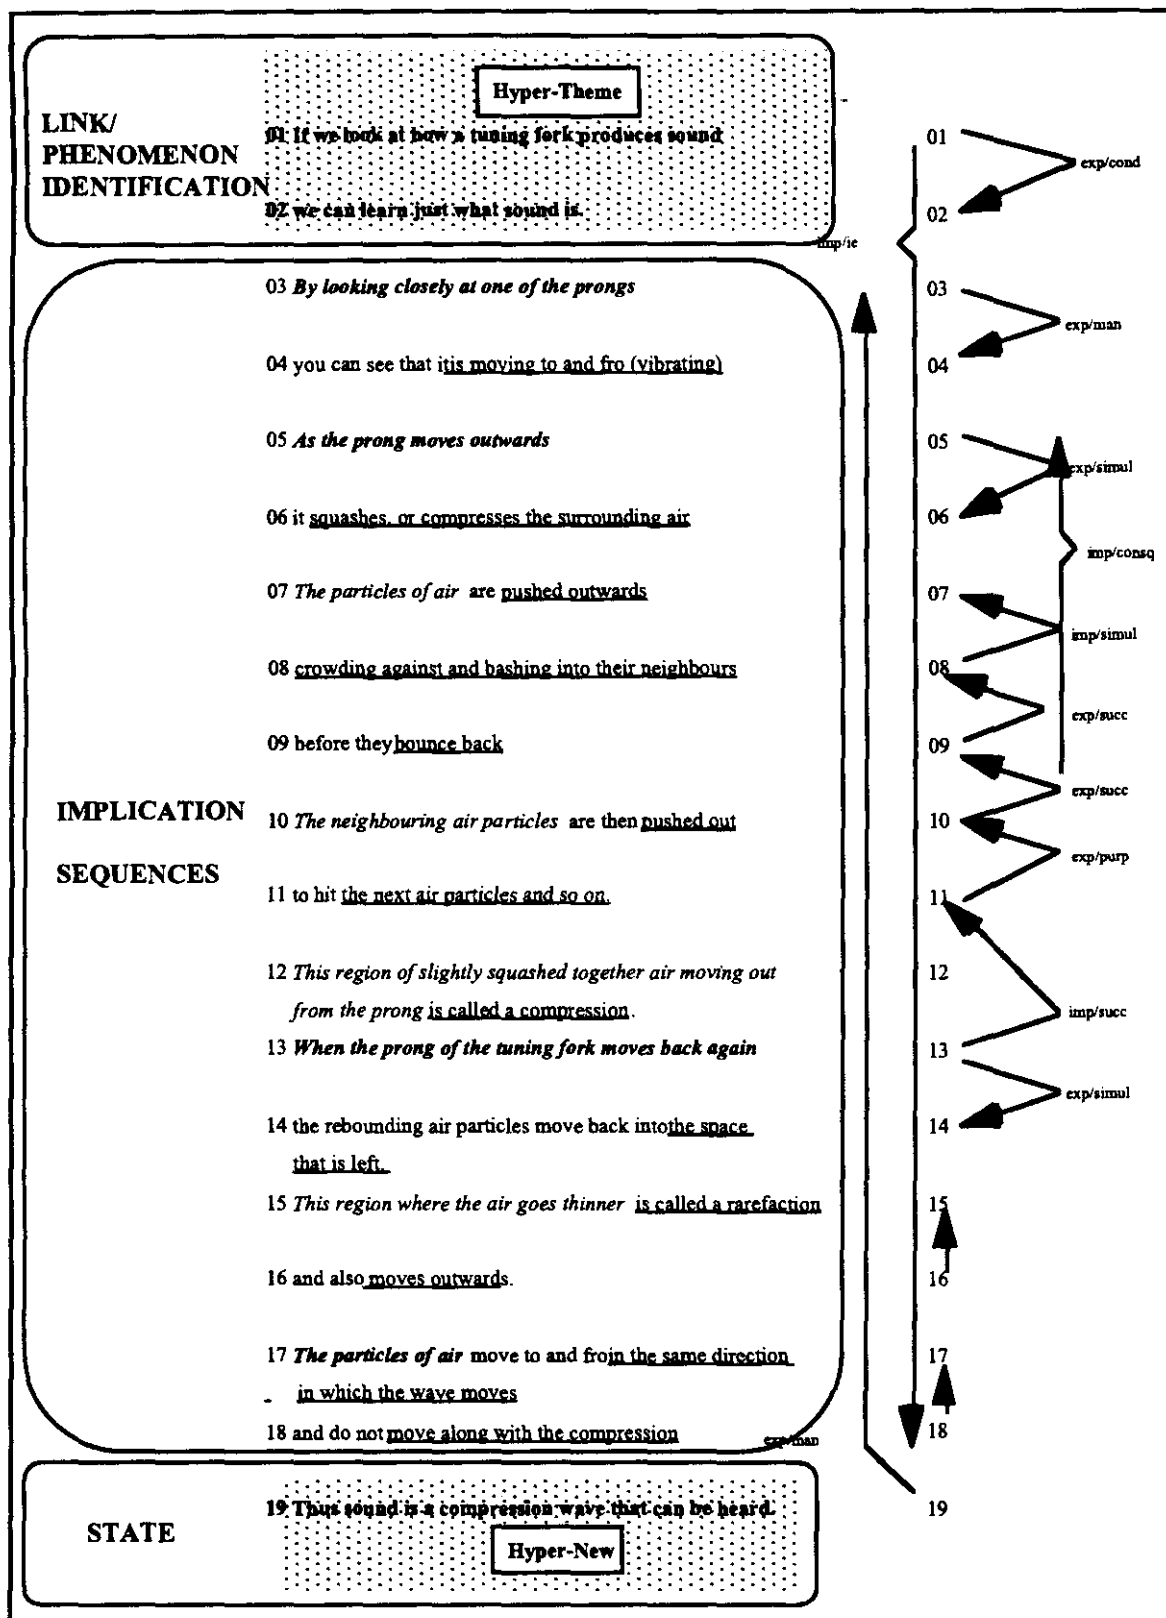 Hyper-Theme
LINK/
PHENOMENON
IDENTIFICATION
01 If we look at how a tuning fork produces sound
02 we can learn just what sound is.
03 By looking closely at one of the prongs
04 you can see that itis moving to and fro (vibrating)
05 As the prong moves outwards
06 it squashes, or compresses the surrounding air
07 The particles of air are pushed outwards
08 crowding against and bashing into their neighbours
09 before they bounce back
IMPLICATION
SEQUENCES
10 The neighbouring air particles are then pushed out
11 to hit the next air particles and so on.
12 This region of slightly squashed together air moving out
from the prong is called a compression.
13 When the prong of the tuning fork moves back again
14 the rebounding air particles move back intothe space
that is left.
15 This region where the air goes thinner is called a rarefaction
16 and also moves outwards.
17 The particles of air move to and froin the same direction
in which the wave moves
18 and do not move along with the compression
STATE
19 Thus sound is a compression wave that can be heard.
Hyper-New
01
exp/cond
02
imp/ie
03
exp/man
04
05
exp/simul
06
imp/consq
07
imp/simul
08
exp/succ
09
exp/succ
10
exp/purp
11
12
imp/succ
13
exp/simul
14
15
16
17
18
exp/man
19